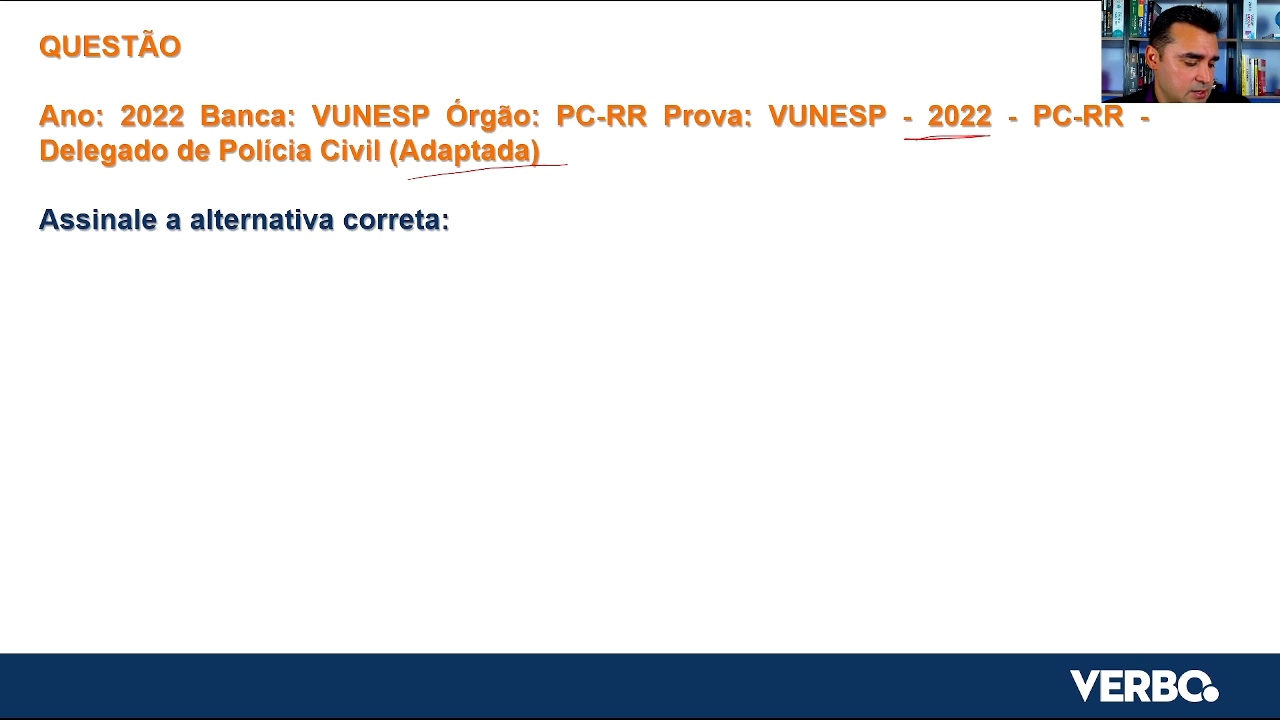 QUESTÃO
Ano: 2022 Banca: VUNESP Órgão: PC-RR Prova: VUNESP - 2022 - PC-RR -
Delegado de Polícia Civil (Adaptada)
Assinale a alternativa correta:
VERBO